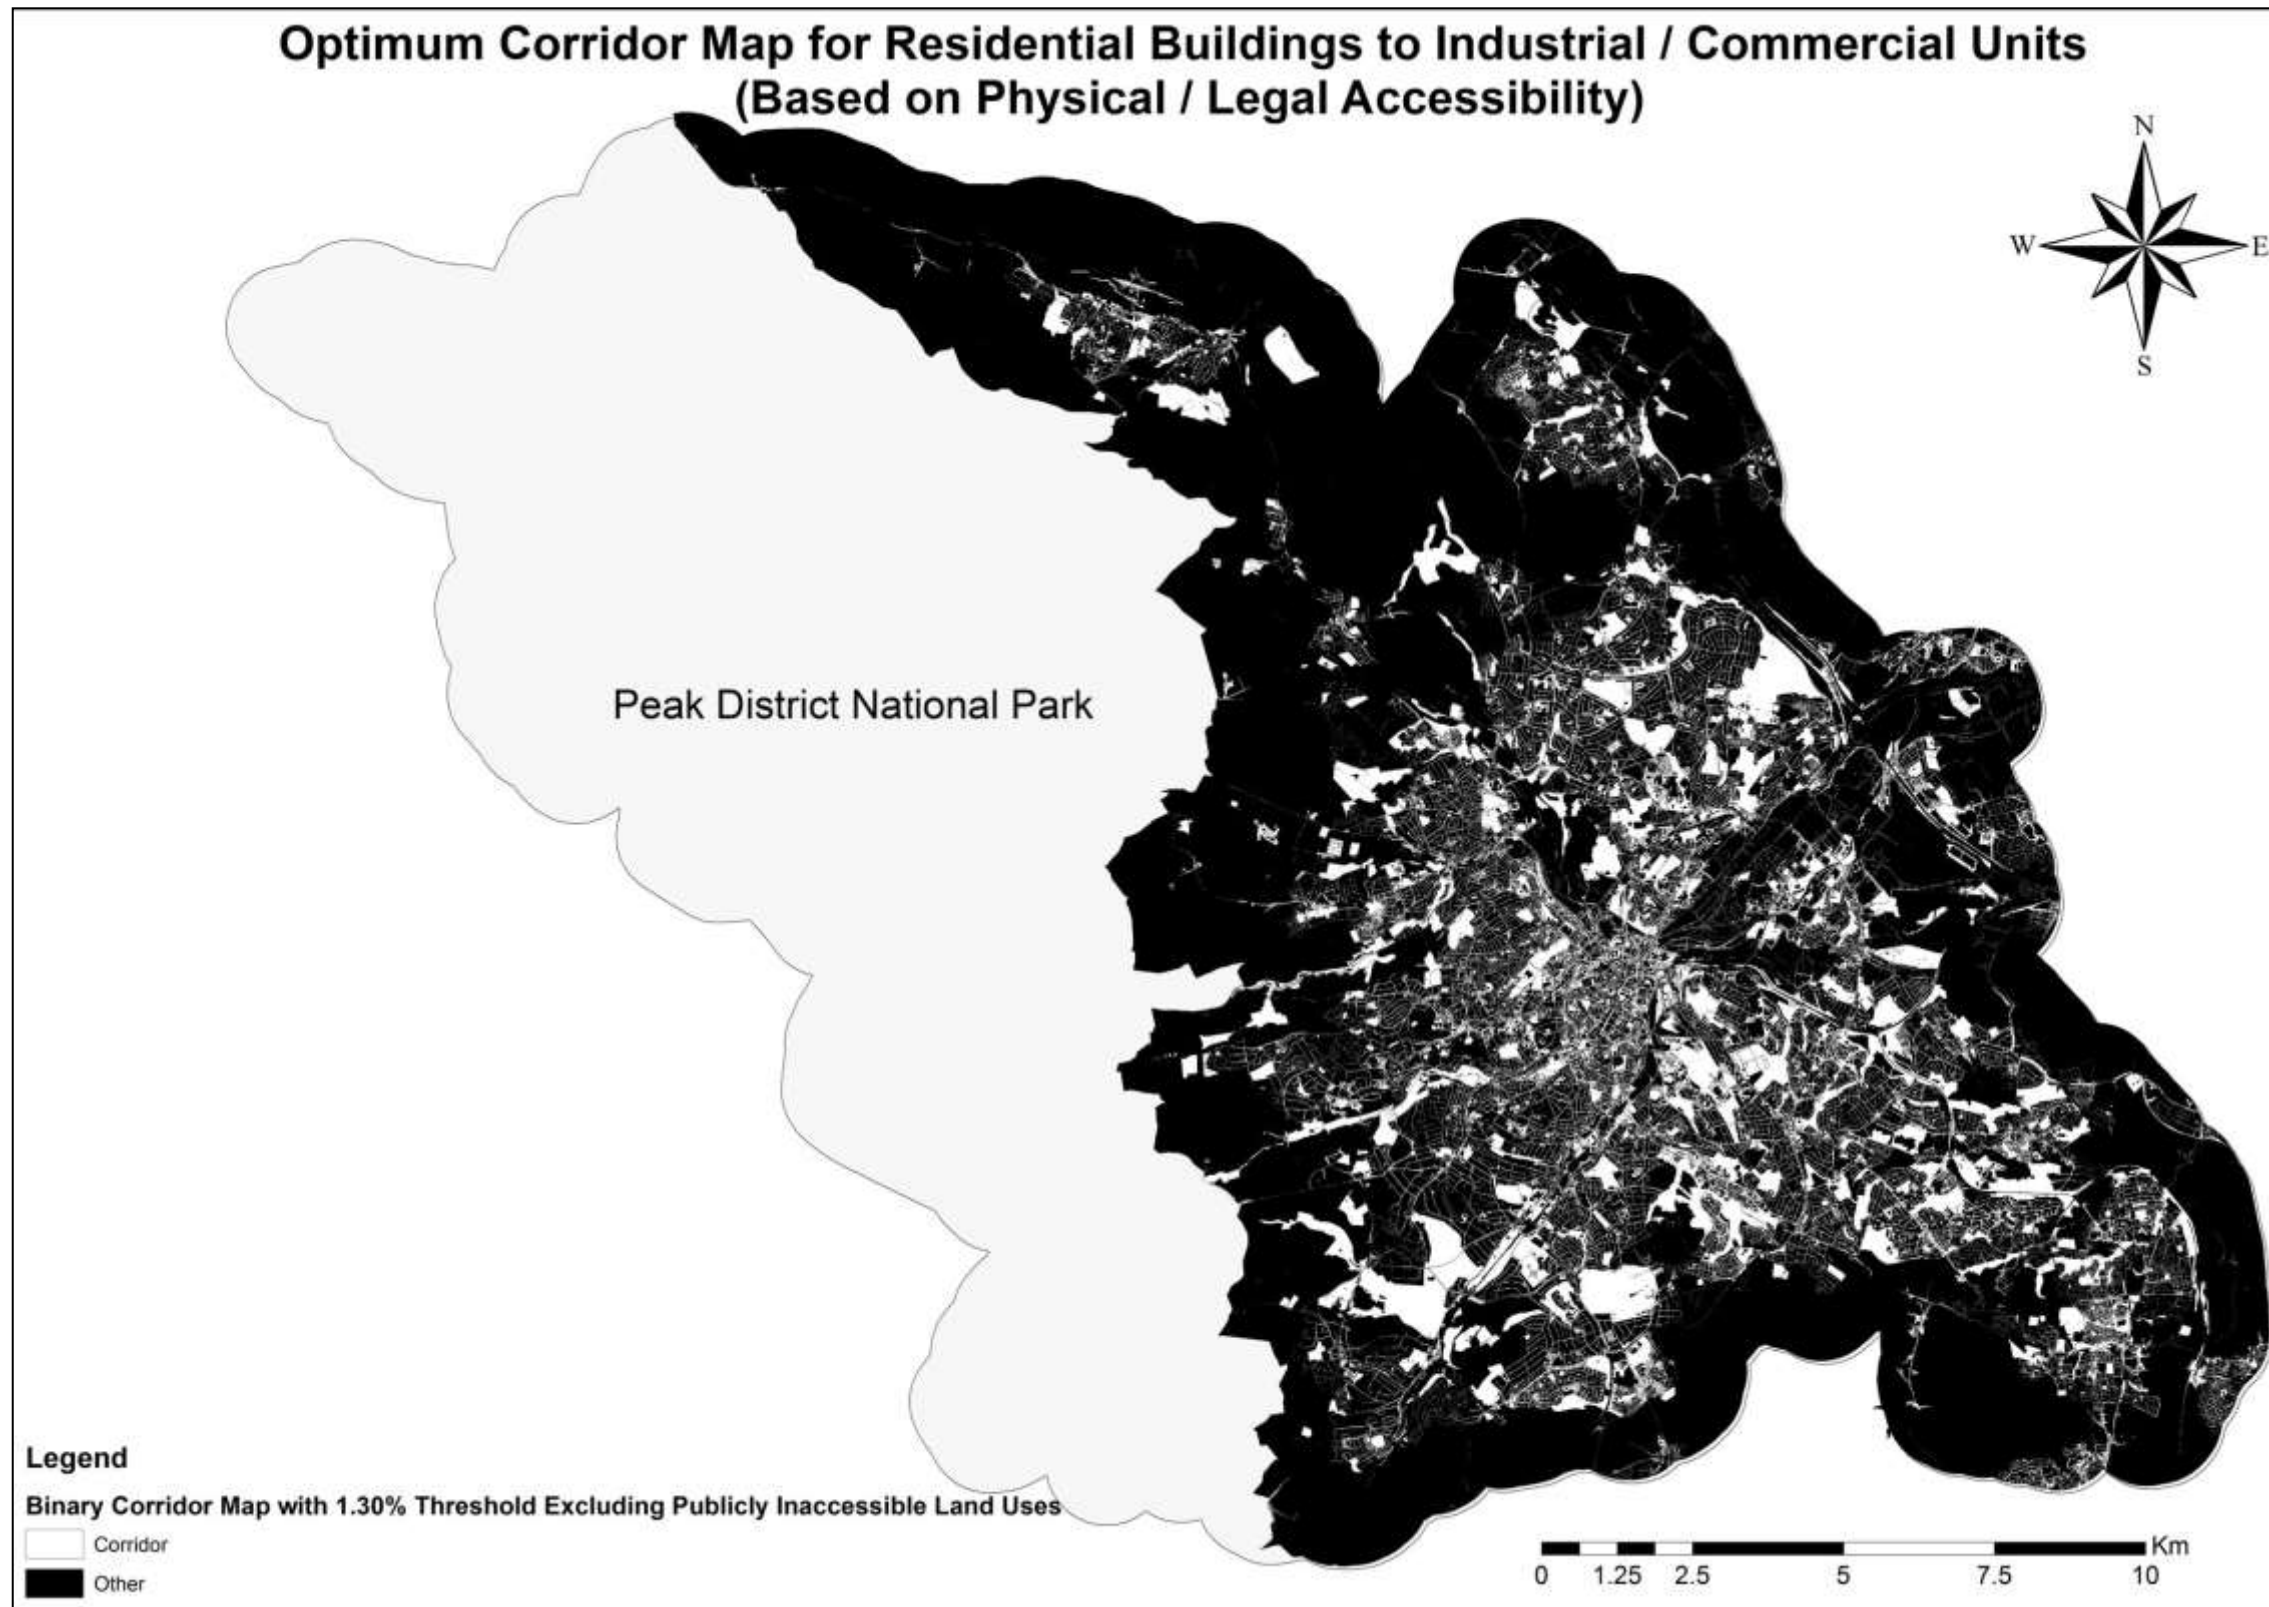 Optimum Corridor Map for Residential Buildings to Industrial / Commercial Units
(Based on Physical / Legal Accessibility)
N
W
E
S
Peak District National Park
Legend
Binary Corridor Map with 1.30% Threshold Excluding Publicly Inaccessible Land Uses
Corridor
Other
Km
0 1.25 2.5 5 7.5 10